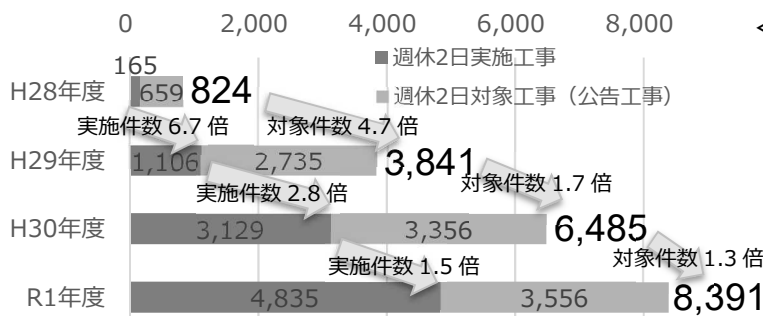 0 2,000 4,000 6,000 8,000
■週休2日実施工事
165
H28年度 659 824
■週休2日対象工事（公告工事）
実施件数 6.7 倍 対象件数 4.7 倍
H29年度 1,106 2,735 3,841
実施件数 2.8 倍 対象件数 1.7 倍
H30年度 3,129 3,356 6,485
実施件数 1.5 倍 対象件数 1.3 倍
R1年度 4,835 3,556 8,391